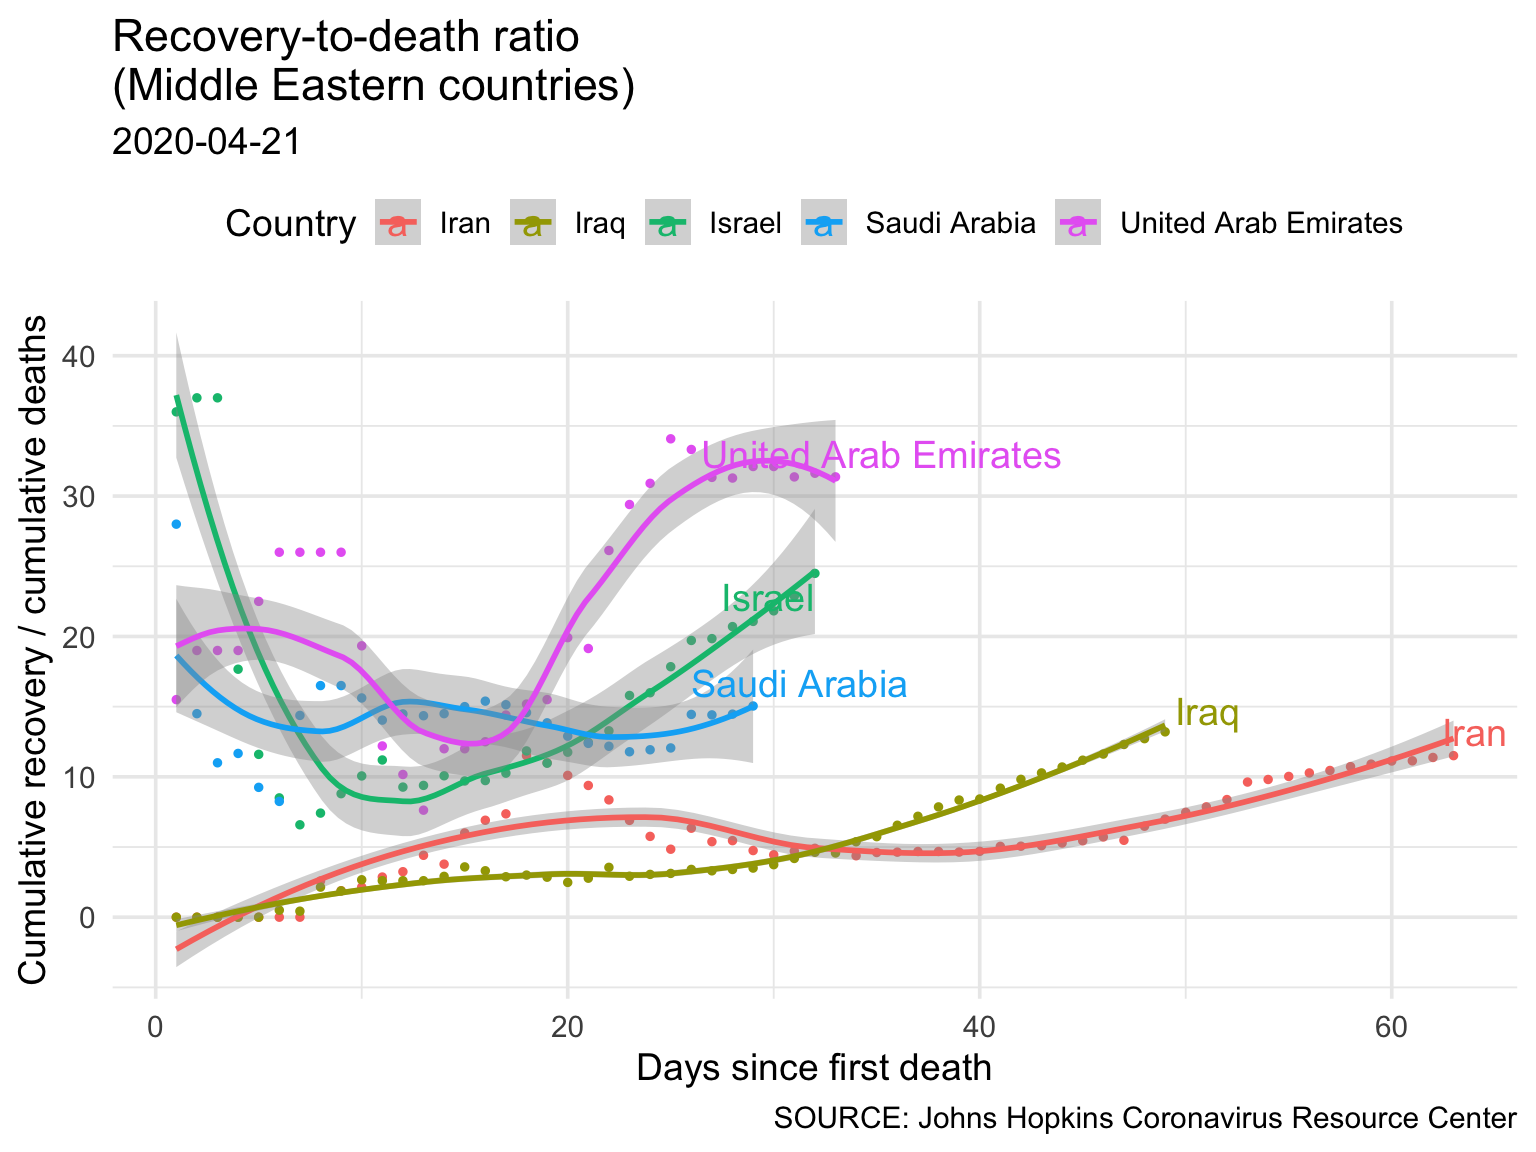 Recovery-to-death ratio
(Middle Eastern countries)
2020-04-21
Country a Iran a Iraq a Israel a Saudi Arabia a United Arab Emirates
Cumulative recovery / cumulative deaths
40
30
20
10
0
United Arab Emirates
Israel
Saudi Arabia
Iraq
Iran
0 20 40 60
Days since first death
SOURCE: Johns Hopkins Coronavirus Resource Center